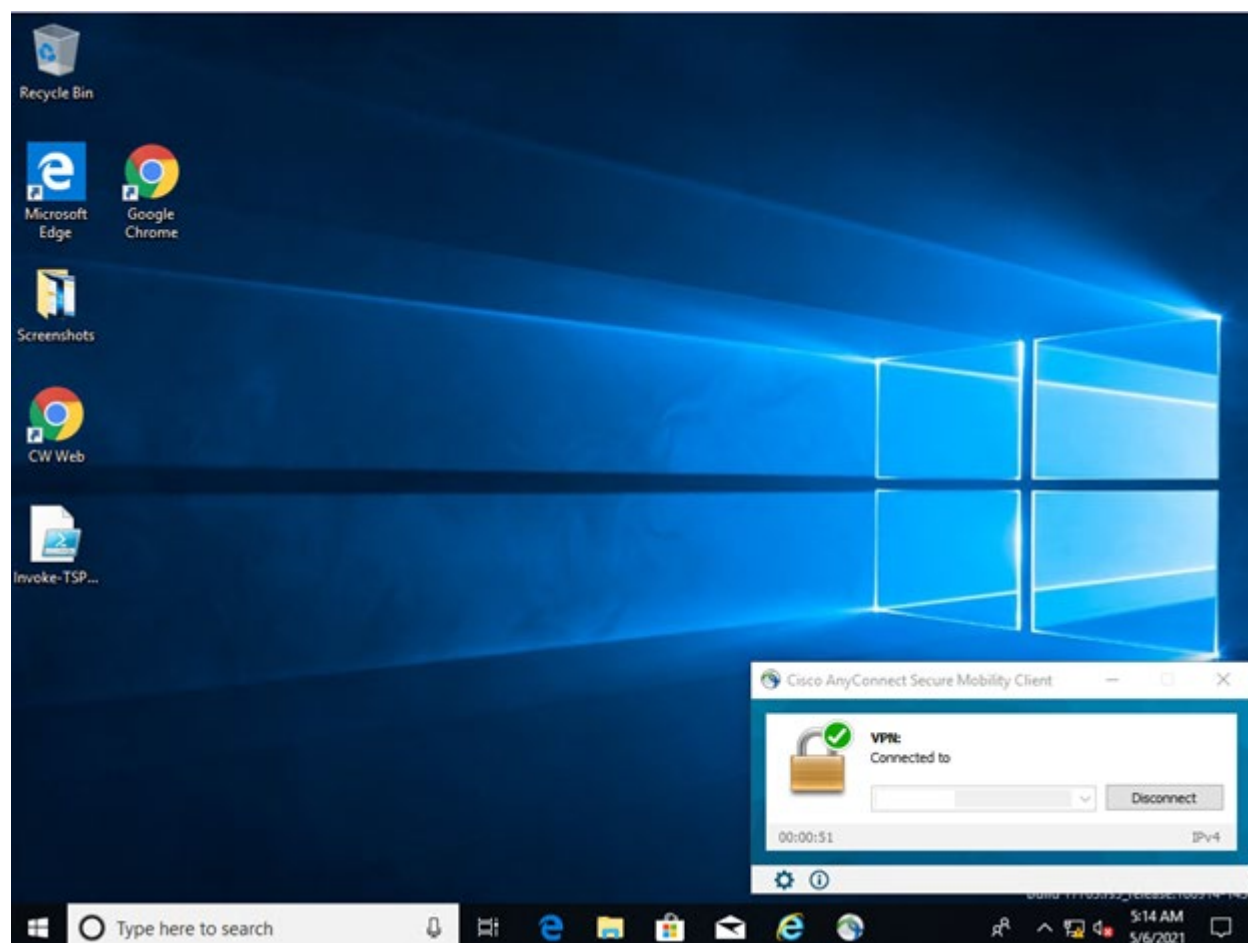 Recycle Bin
Microsoft
Edge
Google
Chrome
Screenshots
CW Web
Invoke-TSP...
Cisco AnyConnect Secure Mobility Client
VPN:
Connected to
Disconnect
00:00:51
IPv4
Type here to search
5:14 AM
5/6/2021